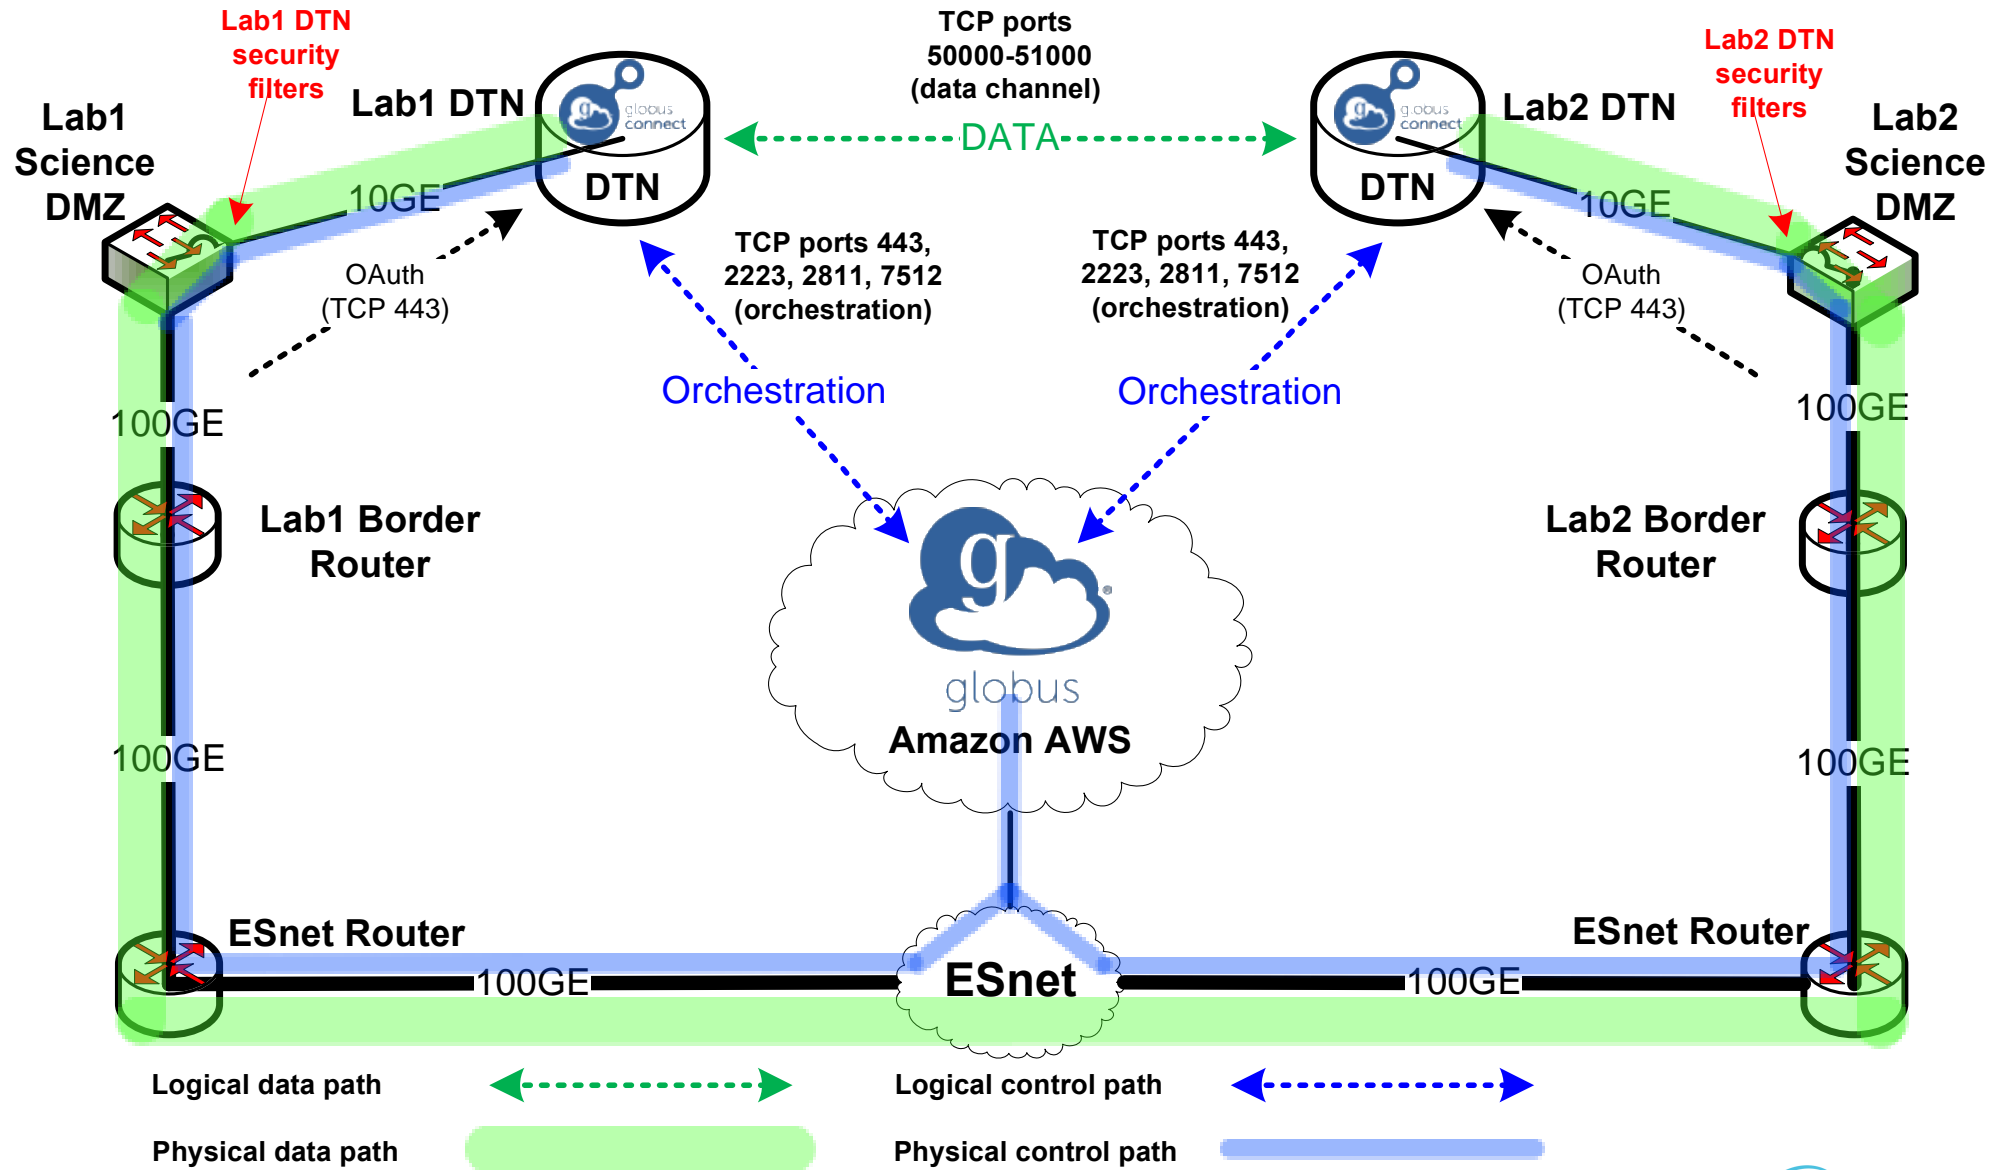 Lab1 DTN
security
filters
TCP ports
50000-51000
(data channel)
Lab2 DTN
security
filters
Lab1
Science
DMZ
Lab1 DTN
globus
connect
DTN
DATA
globus
connect
DTN
Lab2 DTN
Lab2
Science
DMZ
10GE
10GE
OAuth
(TCP 443)
TCP ports 443,
2223, 2811, 7512
(orchestration)
TCP ports 443,
2223, 2811, 7512
(orchestration)
OAuth
(TCP 443)
Orchestration
Orchestration
100GE
100GE
Lab1 Border
Router
Lab2 Border
Router
g
®
globus
Amazon AWS
100GE
100GE
ESnet Router
ESnet Router
100GE
ESnet
100GE
Logical data path
Logical control path
Physical data path
Physical control path